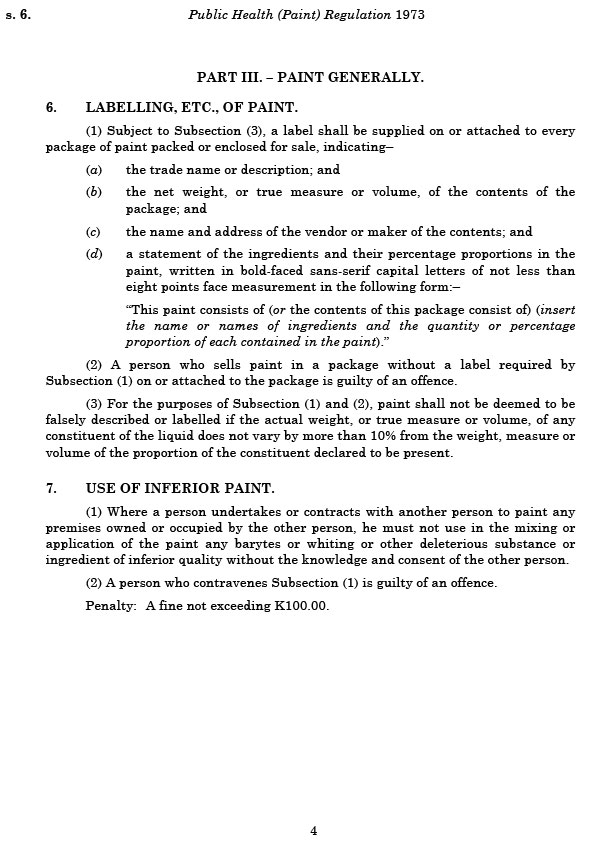 s. 6.
Public Health (Paint) Regulation 1973
PART III. – PAINT GENERALLY.
6. LABELLING, ETC., OF PAINT.
(1) Subject to Subsection (3), a label shall be supplied on or attached to every
package of paint packed or enclosed for sale, indicating–
(a) the trade name or description; and
(b) the net weight, or true measure or volume, of the contents of the
package; and
(c) the name and address of the vendor or maker of the contents; and
(d) a statement of the ingredients and their percentage proportions in the
paint, written in bold-faced sans-serif capital letters of not less than
eight points face measurement in the following form:–
“This paint consists of (or the contents of this package consist of) (insert
the name or names of ingredients and the quantity or percentage
proportion of each contained in the paint).”
(2) A person who sells paint in a package without a label required by
Subsection (1) on or attached to the package is guilty of an offence.
(3) For the purposes of Subsection (1) and (2), paint shall not be deemed to be
falsely described or labelled if the actual weight, or true measure or volume, of any
constituent of the liquid does not vary by more than 10% from the weight, measure or
volume of the proportion of the constituent declared to be present.
7. USE OF INFERIOR PAINT.
(1) Where a person undertakes or contracts with another person to paint any
premises owned or occupied by the other person, he must not use in the mixing or
application of the paint any barytes or whiting or other deleterious substance or
ingredient of inferior quality without the knowledge and consent of the other person.
(2) A person who contravenes Subsection (1) is guilty of an offence.
Penalty: A fine not exceeding K100.00.
4